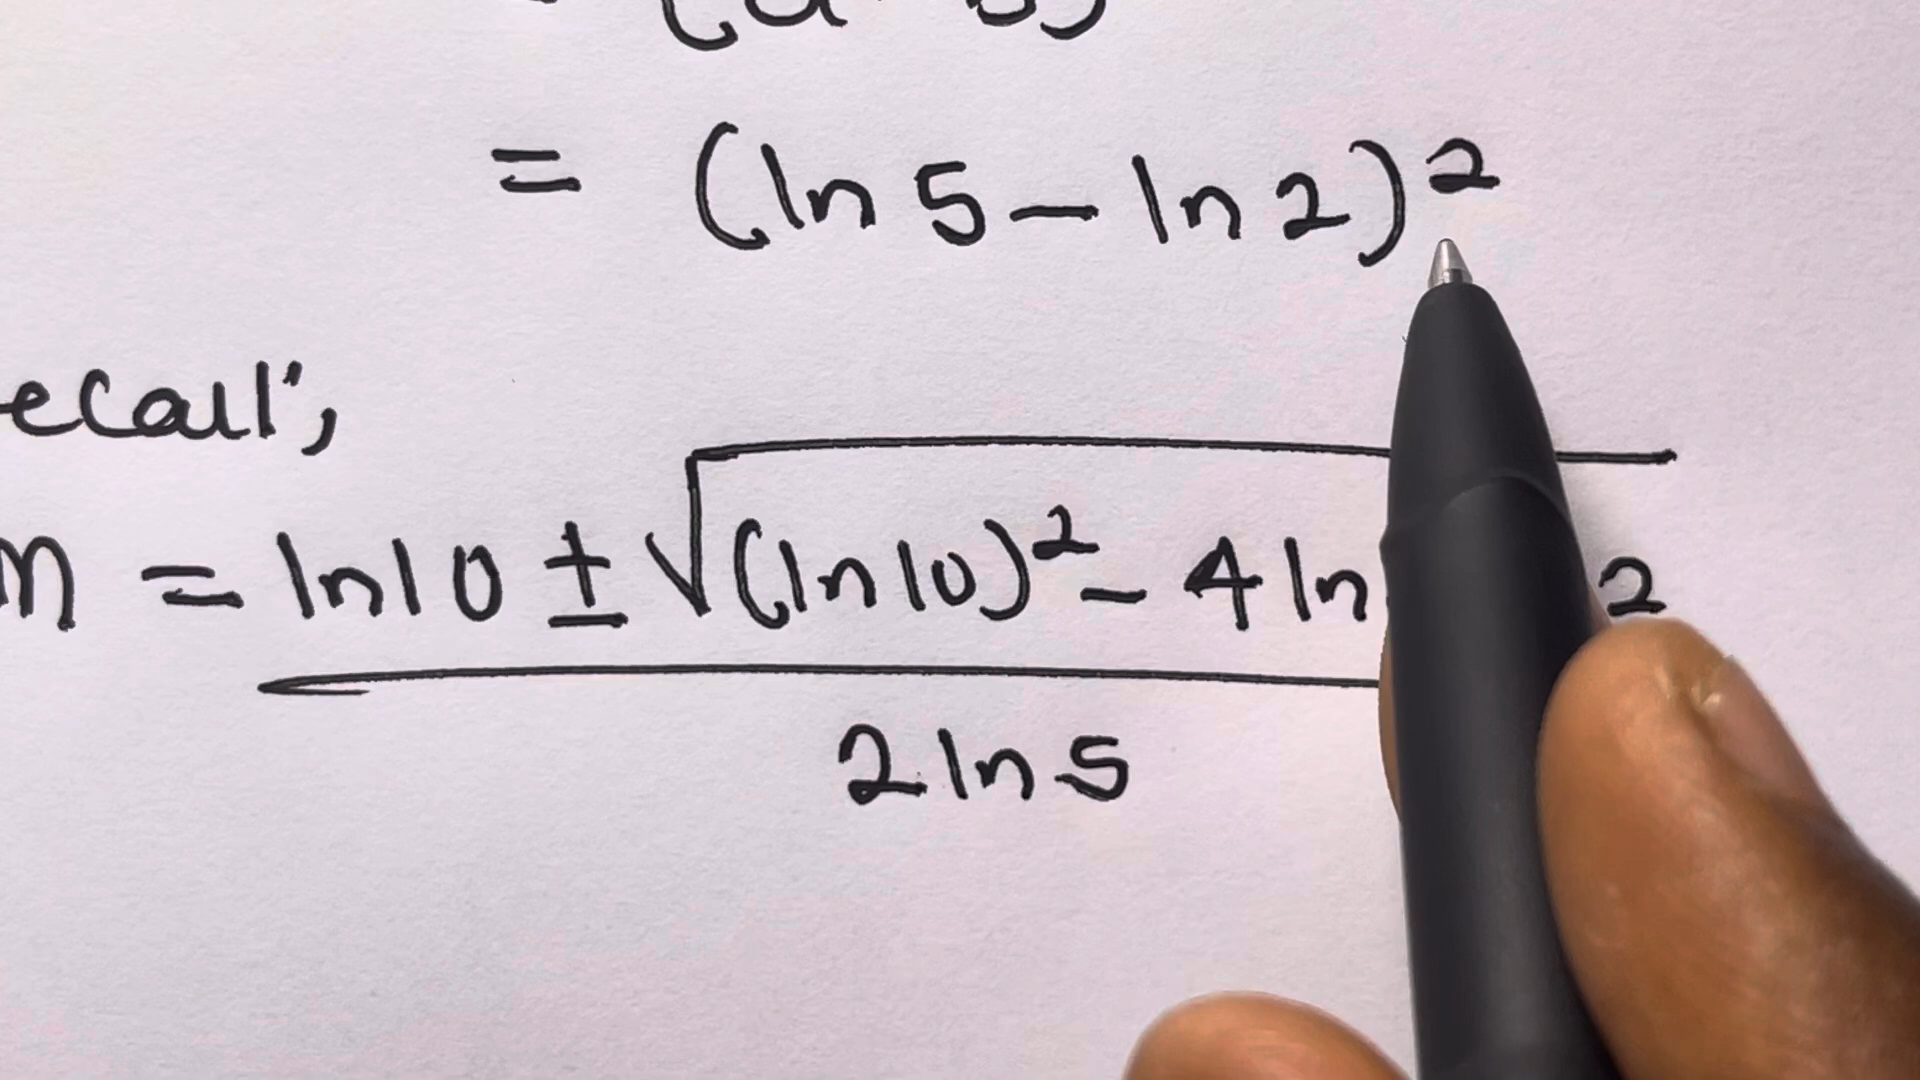 = (ln 5 - ln 2)²
ecall',
m = ln10 ± √(ln10)² - 4 ln 2
2 ln 5